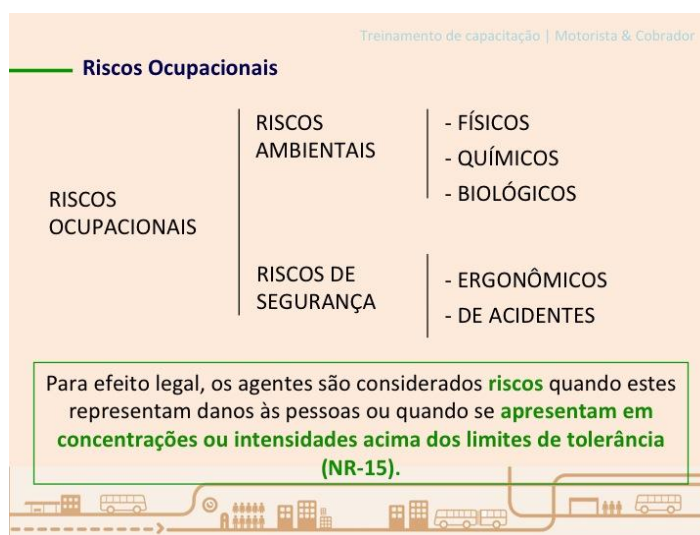 Treinamento de capacitação | Motorista & Cobrador
Riscos Ocupacionais
RISCOS
OCUPACIONAIS
RISCOS
AMBIENTAIS
- FÍSICOS
- QUÍMICOS
- BIOLÓGICOS
RISCOS DE
SEGURANÇA
- ERGONÔMICOS
- DE ACIDENTES
Para efeito legal, os agentes são considerados riscos quando estes
representam danos às pessoas ou quando se apresentam em
concentrações ou intensidades acima dos limites de tolerância
(NR-15).